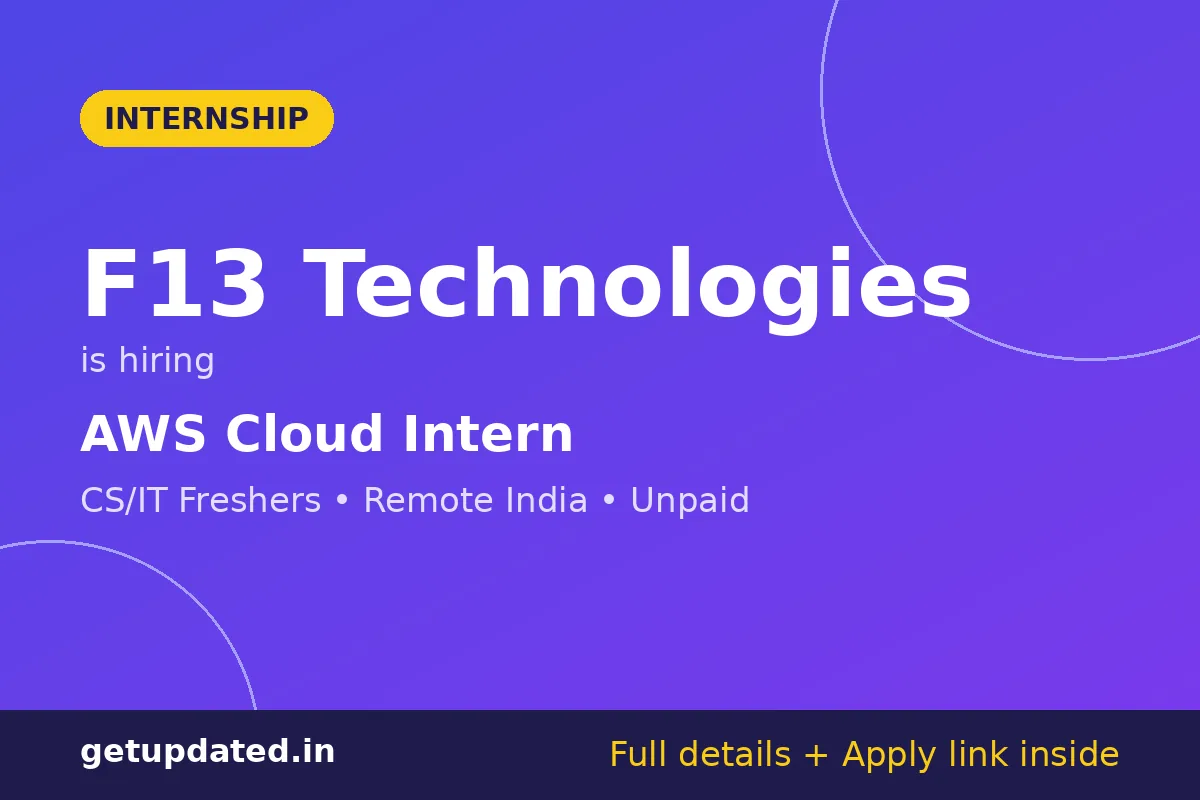 INTERNSHIP
F13 Technologies
is hiring
AWS Cloud Intern
CS/IT Freshers • Remote India • Unpaid
getupdated.in
Full details + Apply link inside